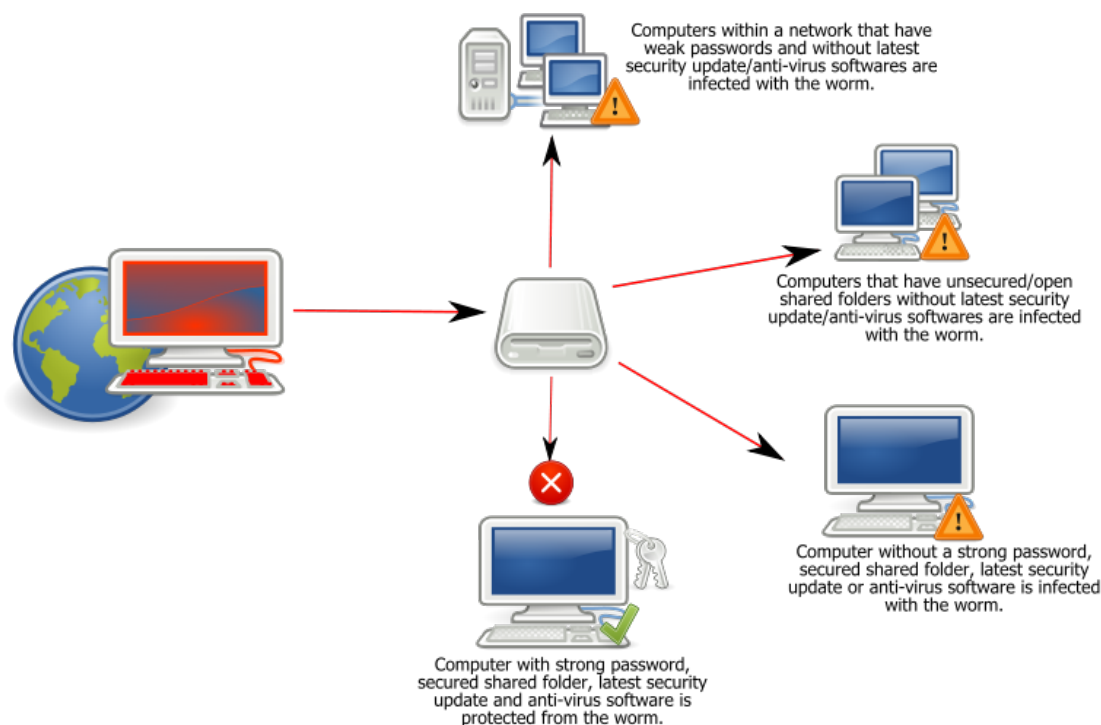 Computers within a network that have
weak passwords and without latest
security update/anti-virus softwares are
infected with the worm.
Computers that have unsecured/open
shared folders without latest security
update/anti-virus softwares are infected
with the worm.
Computer without a strong password,
secured shared folder, latest security
update or anti-virus software is infected
with the worm.
Computer with strong password,
secured shared folder, latest security
update and anti-virus software is
protected from the worm.